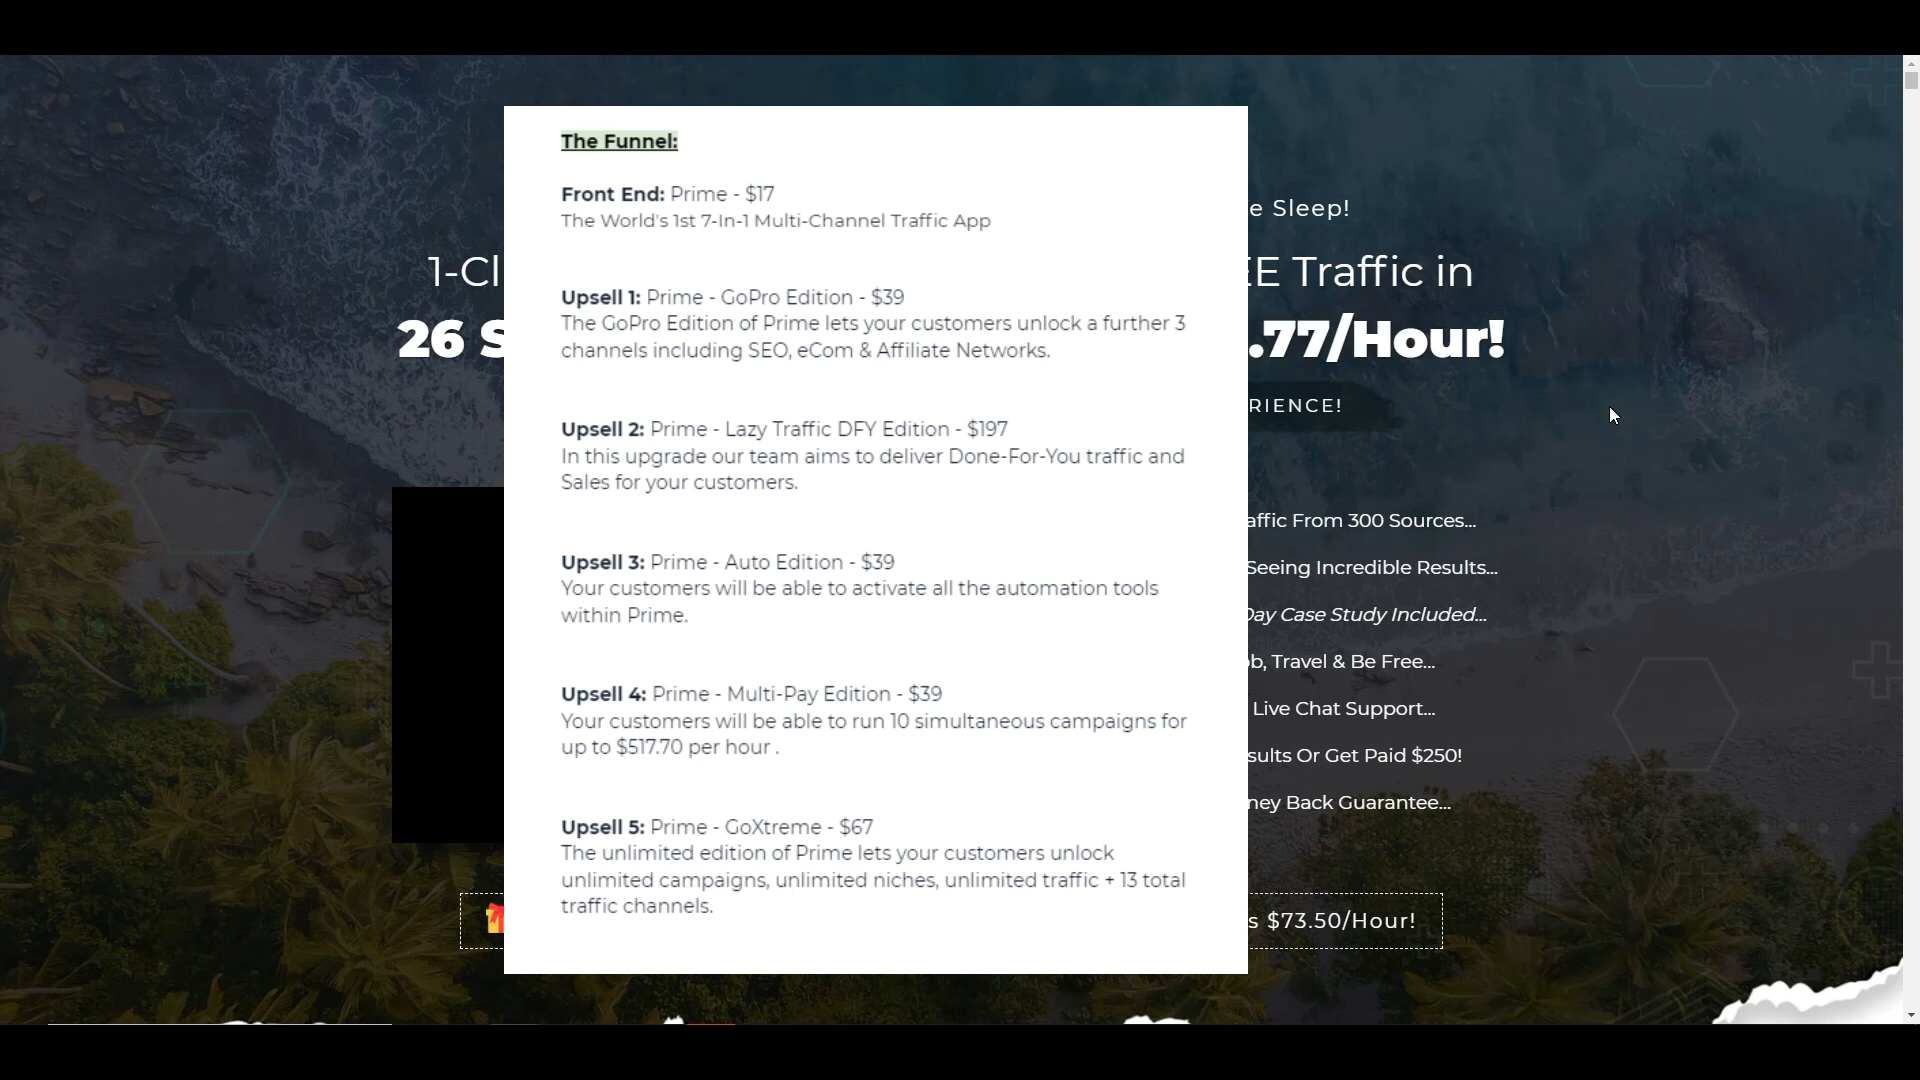 The Funnel:
Front End: Prime - $17
The World's 1st 7-In-1 Multi-Channel Traffic App
Upsell 1: Prime - GoPro Edition - $39
The GoPro Edition of Prime lets your customers unlock a further 3
channels including SEO, eCom & Affiliate Networks.
Upsell 2: Prime - Lazy Traffic DFY Edition - $197
In this upgrade our team aims to deliver Done-For-You traffic and
Sales for your customers.
Upsell 3: Prime - Auto Edition - $39
Your customers will be able to activate all the automation tools
within Prime.
Upsell 4: Prime - Multi-Pay Edition - $39
Your customers will be able to run 10 simultaneous campaigns for
up to $517.70 per hour .
Upsell 5: Prime - GoXtreme - $67
The unlimited edition of Prime lets your customers unlock
unlimited campaigns, unlimited niches, unlimited traffic + 13 total
traffic channels.
e Sleep!
1-Cl EE Traffic in
26 S .77/Hour!
RIENCE!
affic From 300 Sources...
Seeing Incredible Results...
Day Case Study Included...
ob, Travel & Be Free...
Live Chat Support...
sults Or Get Paid $250!
ney Back Guarantee...
s $73.50/Hour!